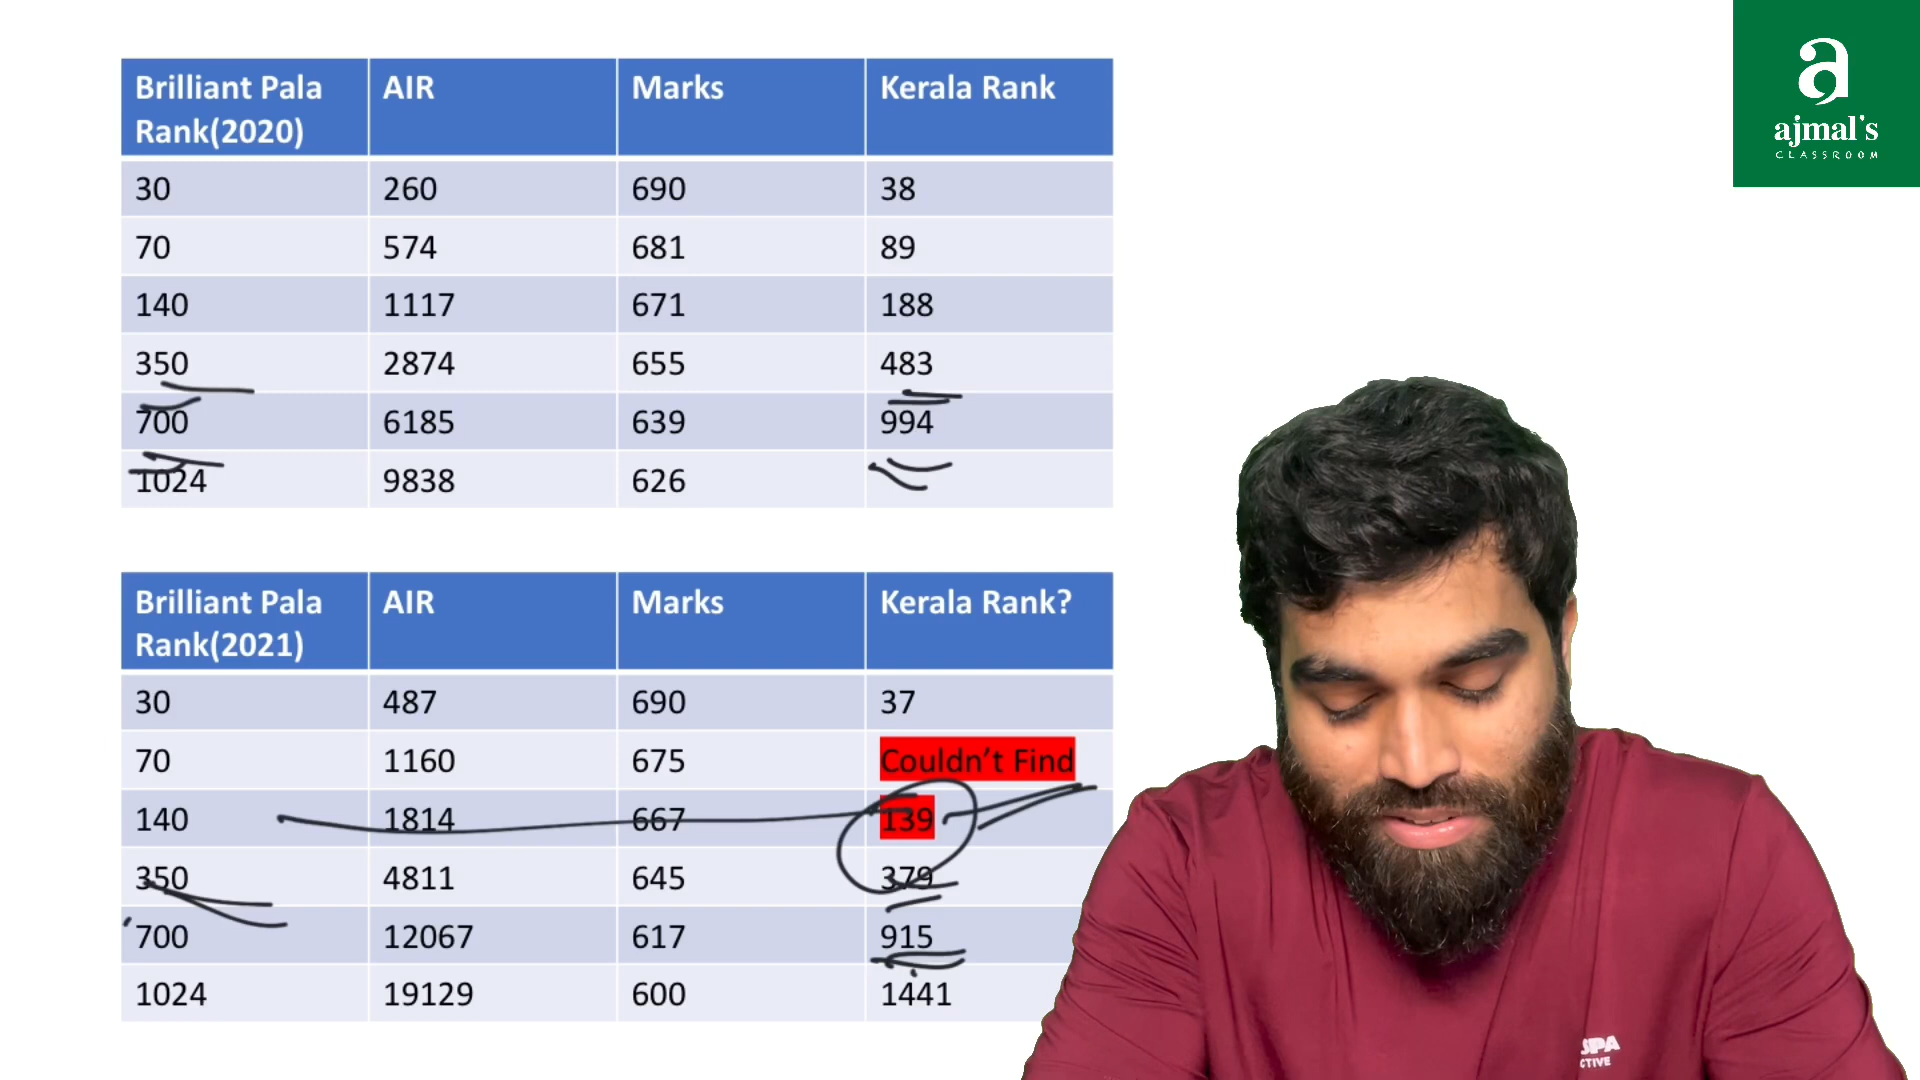 Brilliant Pala Rank(2020) AIR Marks Kerala Rank
30 260 690 38
70 574 681 89
140 1117 671 188
350 2874 655 483
700 6185 639 994
1024 9838 626
Brilliant Pala Rank(2021) AIR Marks Kerala Rank?
30 487 690 37
70 1160 675 Couldn't Find
140 1814 667 139
350 4811 645 379
700 12067 617 915
1024 19129 600 1441
a
ajmal's
CLASSROOM